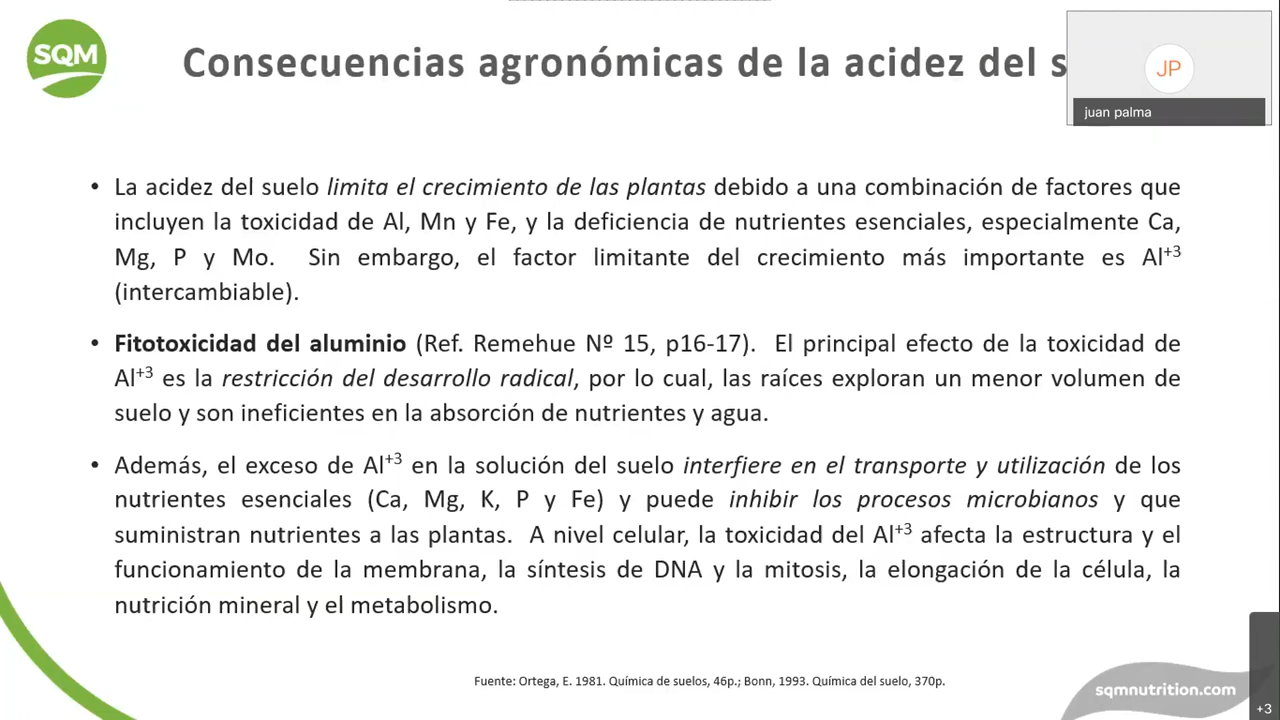 SQM
Consecuencias agronómicas de la acidez del s
JP
juan palma
• La acidez del suelo limita el crecimiento de las plantas debido a una combinación de factores que
incluyen la toxicidad de Al, Mn y Fe, y la deficiencia de nutrientes esenciales, especialmente Ca,
Mg, P y Mo. Sin embargo, el factor limitante del crecimiento más importante es Al+3
(intercambiable).
• Fitotoxicidad del aluminio (Ref. Remehue Nº 15, p16-17). El principal efecto de la toxicidad de
Al+3 es la restricción del desarrollo radical, por lo cual, las raíces exploran un menor volumen de
suelo y son ineficientes en la absorción de nutrientes y agua.
• Además, el exceso de Al+3 en la solución del suelo interfiere en el transporte y utilización de los
nutrientes esenciales (Ca, Mg, K, P y Fe) y puede inhibir los procesos microbianos y que
suministran nutrientes a las plantas. A nivel celular, la toxicidad del Al+3 afecta la estructura y el
funcionamiento de la membrana, la síntesis de DNA y la mitosis, la elongación de la célula, la
nutrición mineral y el metabolismo.
Fuente: Ortega, E. 1981. Química de suelos, 46p.; Bonn, 1993. Química del suelo, 370p.
sqmnutrition.com
+3